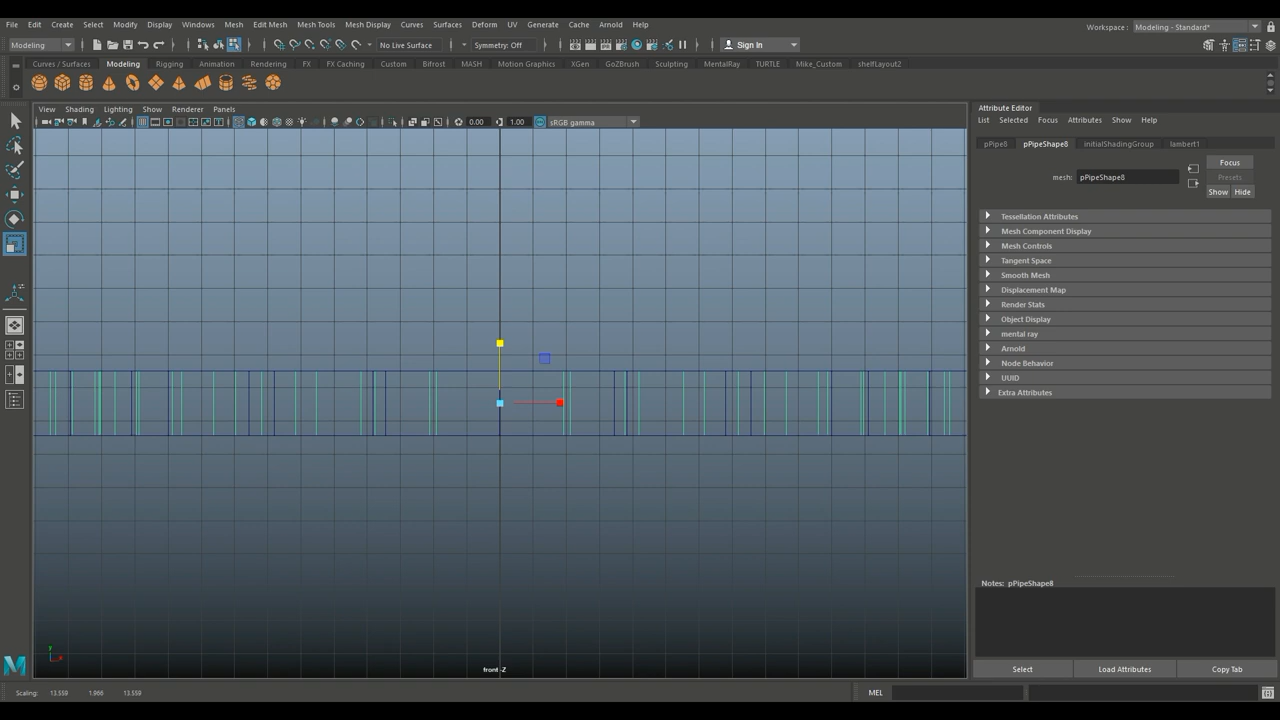 File Edit Create Select Modify Display Windows Mesh Edit Mesh Mesh Tools Mesh Display Curves Surfaces Deform UV Generate Cache Arnold Help
Workspace : Modeling - Standard*
Modeling No Live Surface Symmetry: Off Sign In
Curves / Surfaces Modeling Rigging Animation Rendering FX FX Caching Custom Bifrost MASH Motion Graphics XGen GoZBrush Sculpting MentalRay TURTLE Mike_Custom shelfLayout2
View Shading Lighting Show Renderer Panels
0.00 1.00 sRGB gamma
front -Z
y
Attribute Editor
List Selected Focus Attributes Show Help
pPipe8 pPipeShape8 initialShadingGroup lambert1
Focus
mesh: pPipeShape8 Presets
Show Hide
Tessellation Attributes
Mesh Component Display
Mesh Controls
Tangent Space
Smooth Mesh
Displacement Map
Render Stats
Object Display
mental ray
Arnold
Node Behavior
UUID
Extra Attributes
Notes: pPipeShape8
Select Load Attributes Copy Tab
Scaling: 13.559 1.966 13.559
MEL